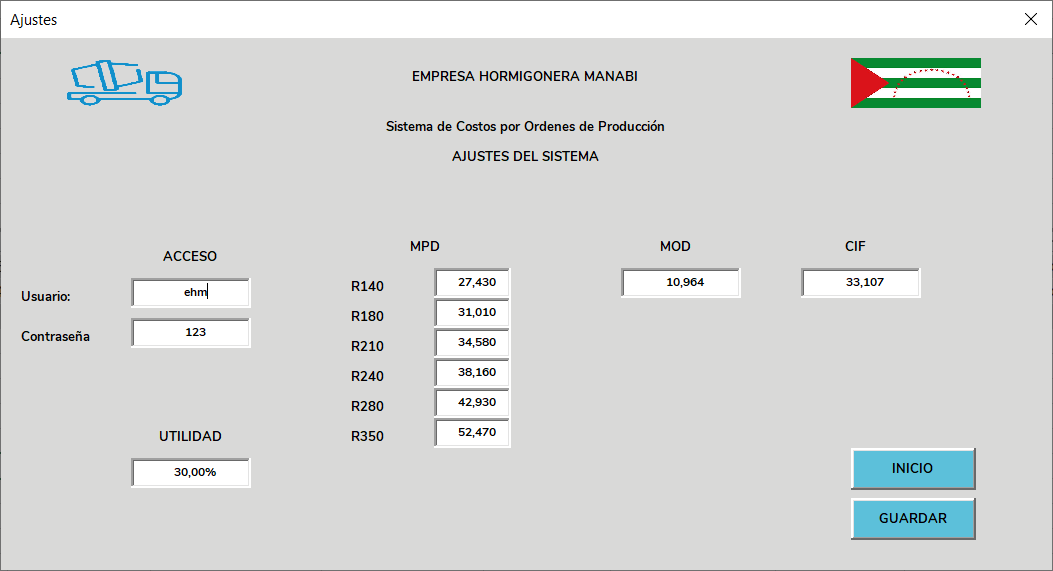 Ajustes
EMPRESA HORMIGONERA MANABI
Sistema de Costos por Ordenes de Producción
AJUSTES DEL SISTEMA
ACCESO
Usuario: ehm
Contraseña 123
UTILIDAD
30,00%
MPD
R140 27,430
R180 31,010
R210 34,580
R240 38,160
R280 42,930
R350 52,470
MOD
10,964
CIF
33,107
INICIO
GUARDAR